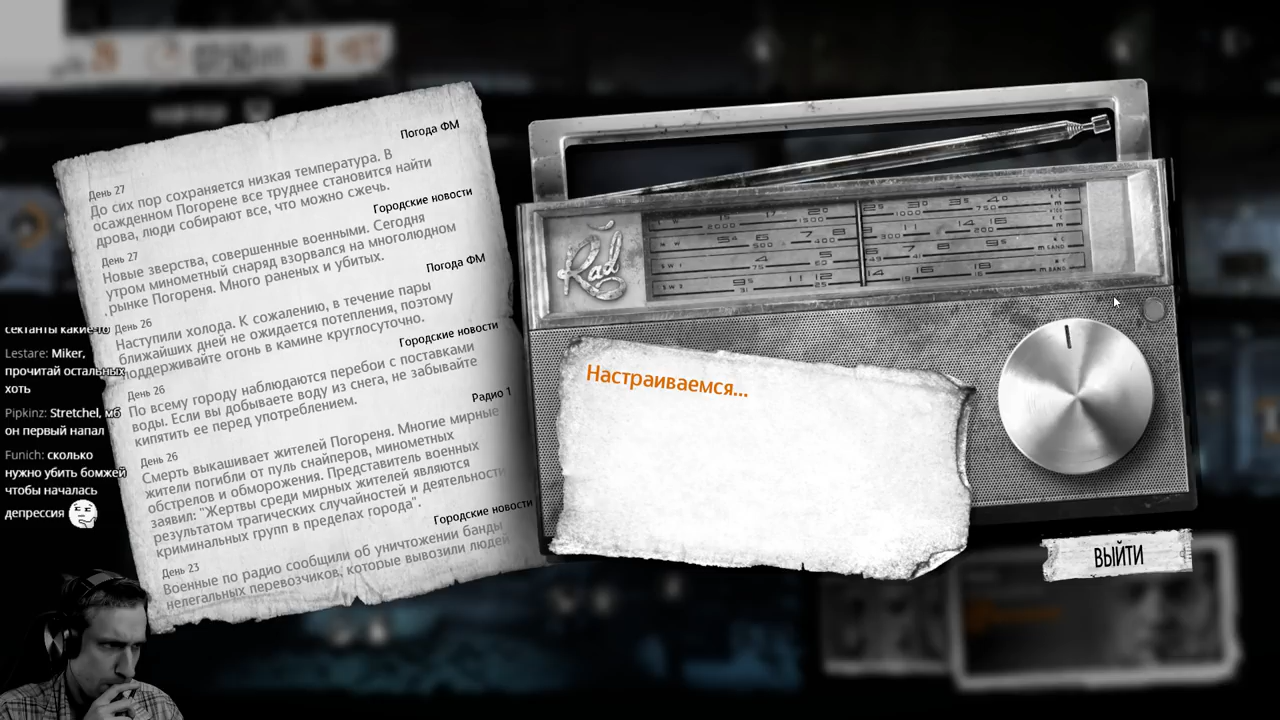 Погода ФМ
День 27
До сих пор сохраняется низкая температура. В
осажденном Погорене все труднее становится найти
дрова, люди собирают все, что можно сжечь.
Городские новости
День 27
Новые зверства, совершенные военными. Сегодня
утром минометный снаряд взорвался на многолюдном
рынке Погореня. Много раненых и убитых.
Погода ФМ
День 26
Наступили холода. К сожалению, в течение пары
ближайших дней не ожидается потепления, поэтому
поддерживайте огонь в камине круглосуточно.
Городские новости
День 26
По всему городу наблюдаются перебои с поставками
воды. Если вы добываете воду из снега, не забывайте
кипятить ее перед употреблением.
Радио 1
День 26
Смерть выкашивает жителей Погореня. Многие мирные
жители погибли от пуль снайперов, минометных
обстрелов и обморожения. Представитель военных
заявил: "Жертвы среди мирных жителей являются
результатом трагических случайностей и деятельности
криминальных групп в пределах города".
Городские новости
День 23
Военные по радио сообщили об уничтожении банды
нелегальных перевозчиков, которые вывозили людей
Rad
Настраиваемся...
ВЫЙТИ
сектанты какие-то
Lestare: Miker,
прочитай остальных
хоть
Pipkinz: Stretchel, мб
он первый напал
Funich: сколько
нужно убить бомжей
чтобы началась
депрессия